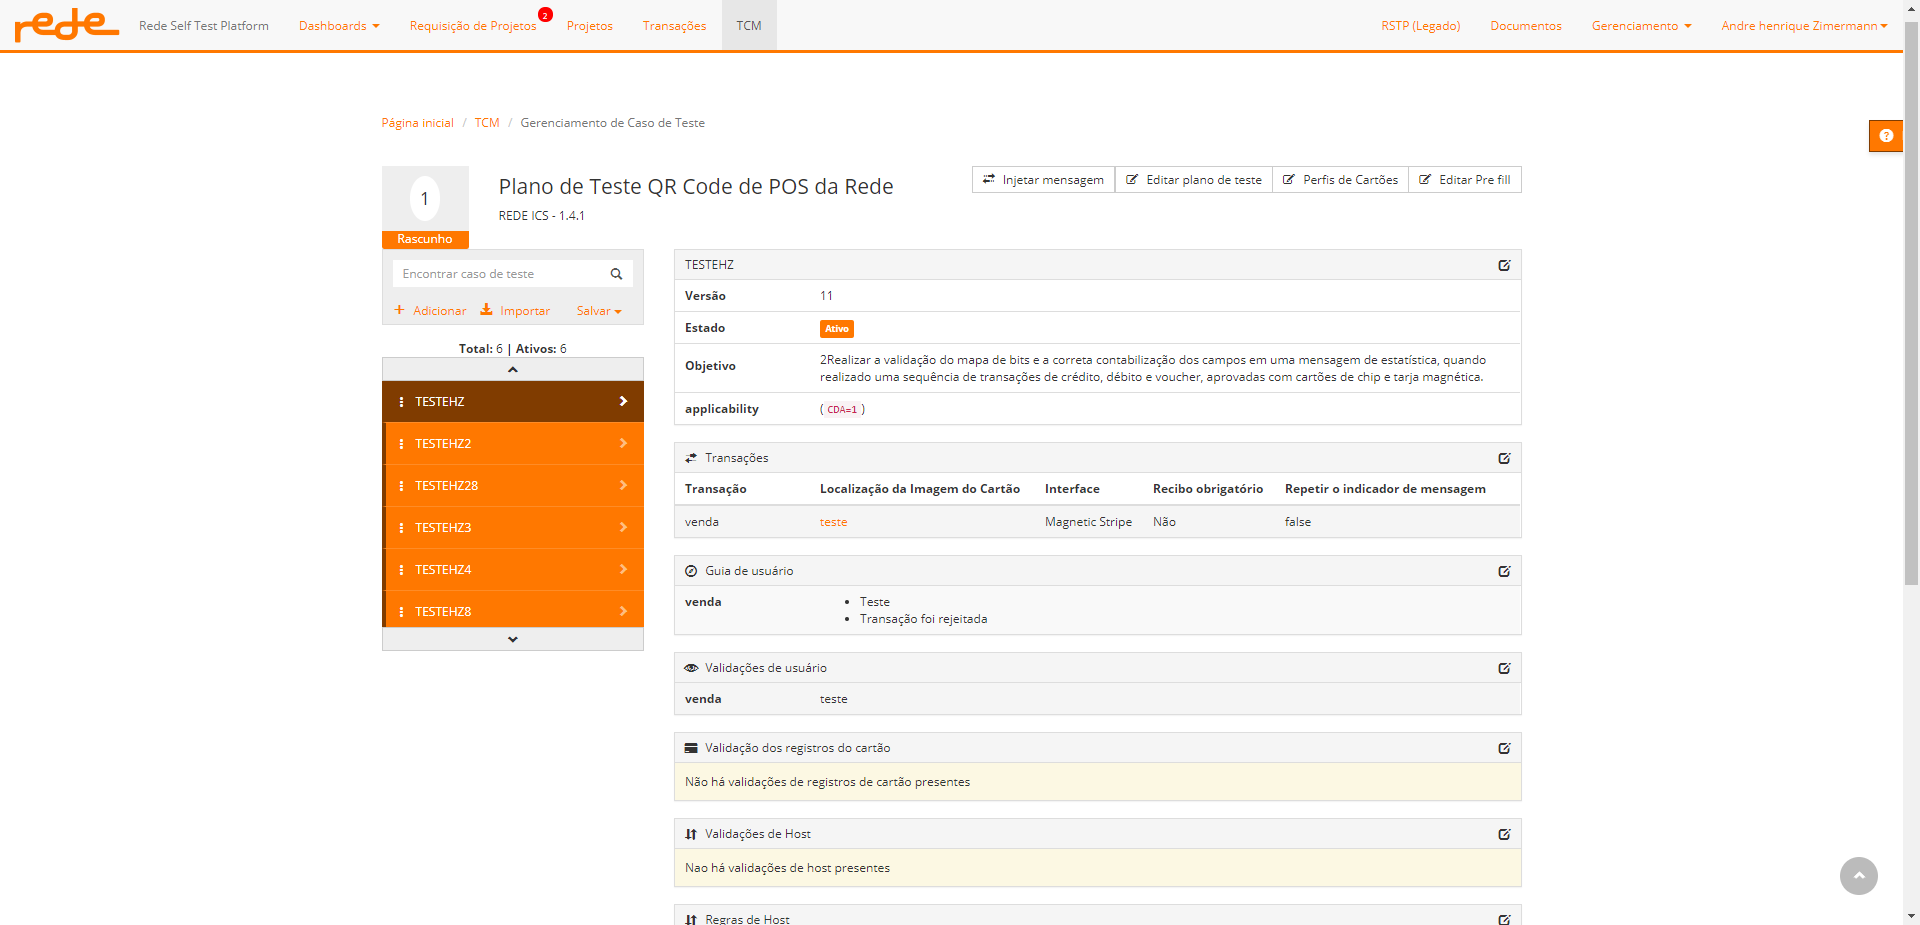 rede Rede Self Test Platform Dashboards Requisição de Projetos 2 Projetos Transações TCM RSTP (Legado) Documentos Gerenciamento Andre henrique Zimermann
Página inicial / TCM / Gerenciamento de Caso de Teste
1
Rascunho
Plano de Teste QR Code de POS da Rede
REDE ICS - 1.4.1
Injetar mensagem Editar plano de teste Perfis de Cartões Editar Pre fill
Encontrar caso de teste
Adicionar Importar Salvar
Total: 6 | Ativos: 6
TESTEHZ
TESTEHZ2
TESTEHZ28
TESTEHZ3
TESTEHZ4
TESTEHZ8
TESTEHZ
Versão 11
Estado Ativo
Objetivo 2Realizar a validação do mapa de bits e a correta contabilização dos campos em uma mensagem de estatística, quando
realizado uma sequência de transações de crédito, débito e voucher, aprovadas com cartões de chip e tarja magnética.
applicability ( CDA=1 )
Transações
Transação Localização da Imagem do Cartão Interface Recibo obrigatório Repetir o indicador de mensagem
venda teste Magnetic Stripe Não false
Guia de usuário
venda • Teste
• Transação foi rejeitada
Validações de usuário
venda teste
Validação dos registros do cartão
Não há validações de registros de cartão presentes
Validações de Host
Nao há validações de host presentes
Regras de Host